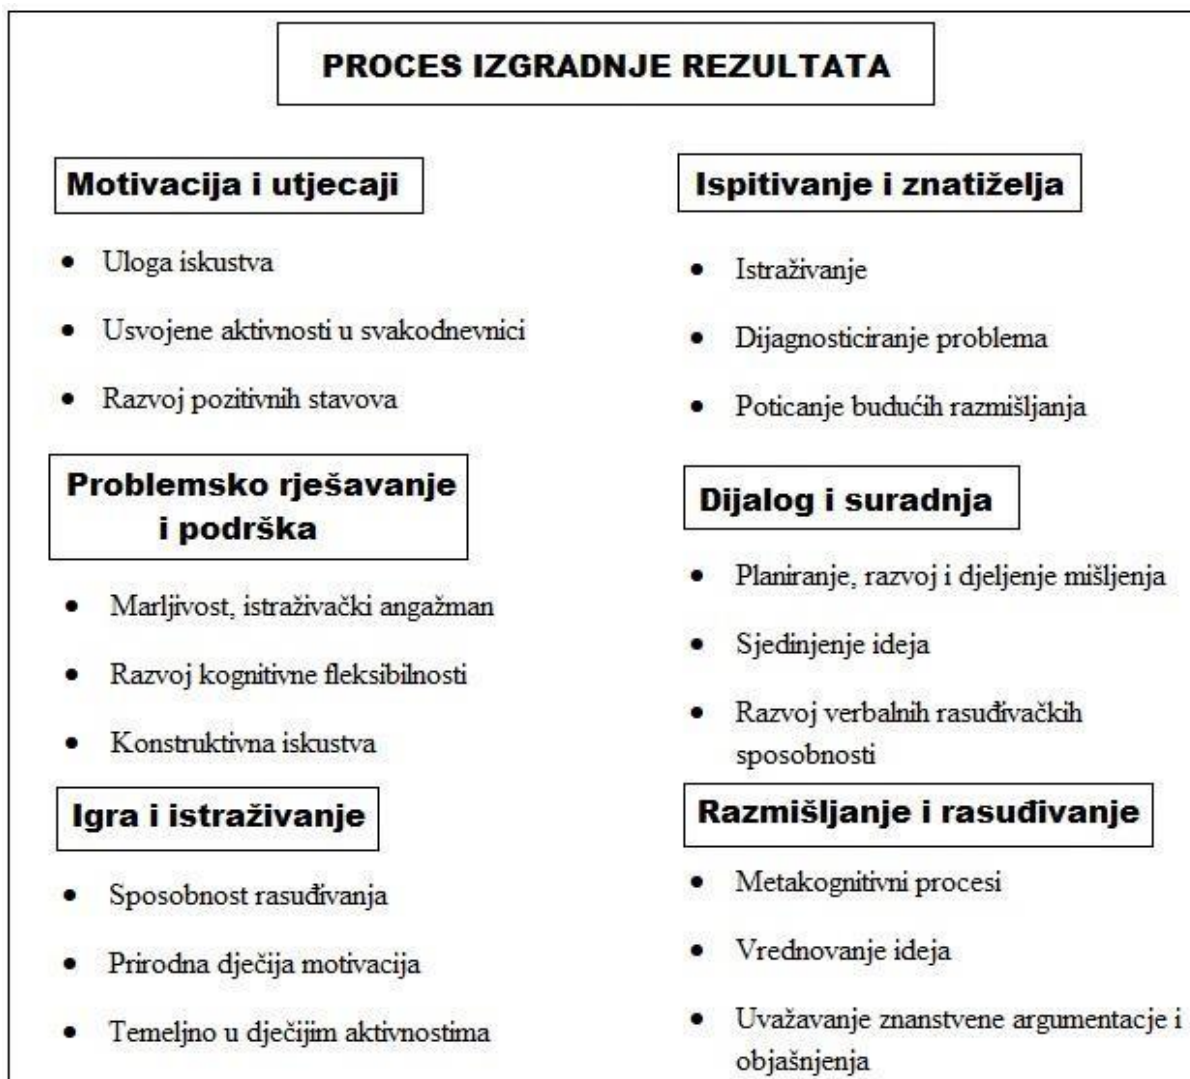 PROCES IZGRADNJE REZULTATA
Motivacija i utjecaji
• Uloga iskustva
• Usvojene aktivnosti u svakodnevnici
• Razvoj pozitivnih stavova
Problemsko rješavanje
i podrška
• Marljivost, istraživački angažman
• Razvoj kognitivne fleksibilnosti
• Konstruktivna iskustva
Igra i istraživanje
• Sposobnost rasuđivanja
• Prirodna dječija motivacija
• Temeljno u dječijim aktivnostima
Ispitivanje i znatiželja
• Istraživanje
• Dijagnosticiranje problema
• Poticanje budućih razmišljanja
Dijalog i suradnja
• Planiranje, razvoj i djeljenje mišljenja
• Sjedinjenje ideja
• Razvoj verbalnih rasuđivačkih
sposobnosti
Razmišljanje i rasuđivanje
• Metakognitivni procesi
• Vrednovanje ideja
• Uvažavanje znanstvene argumentacje i
objašnjenja